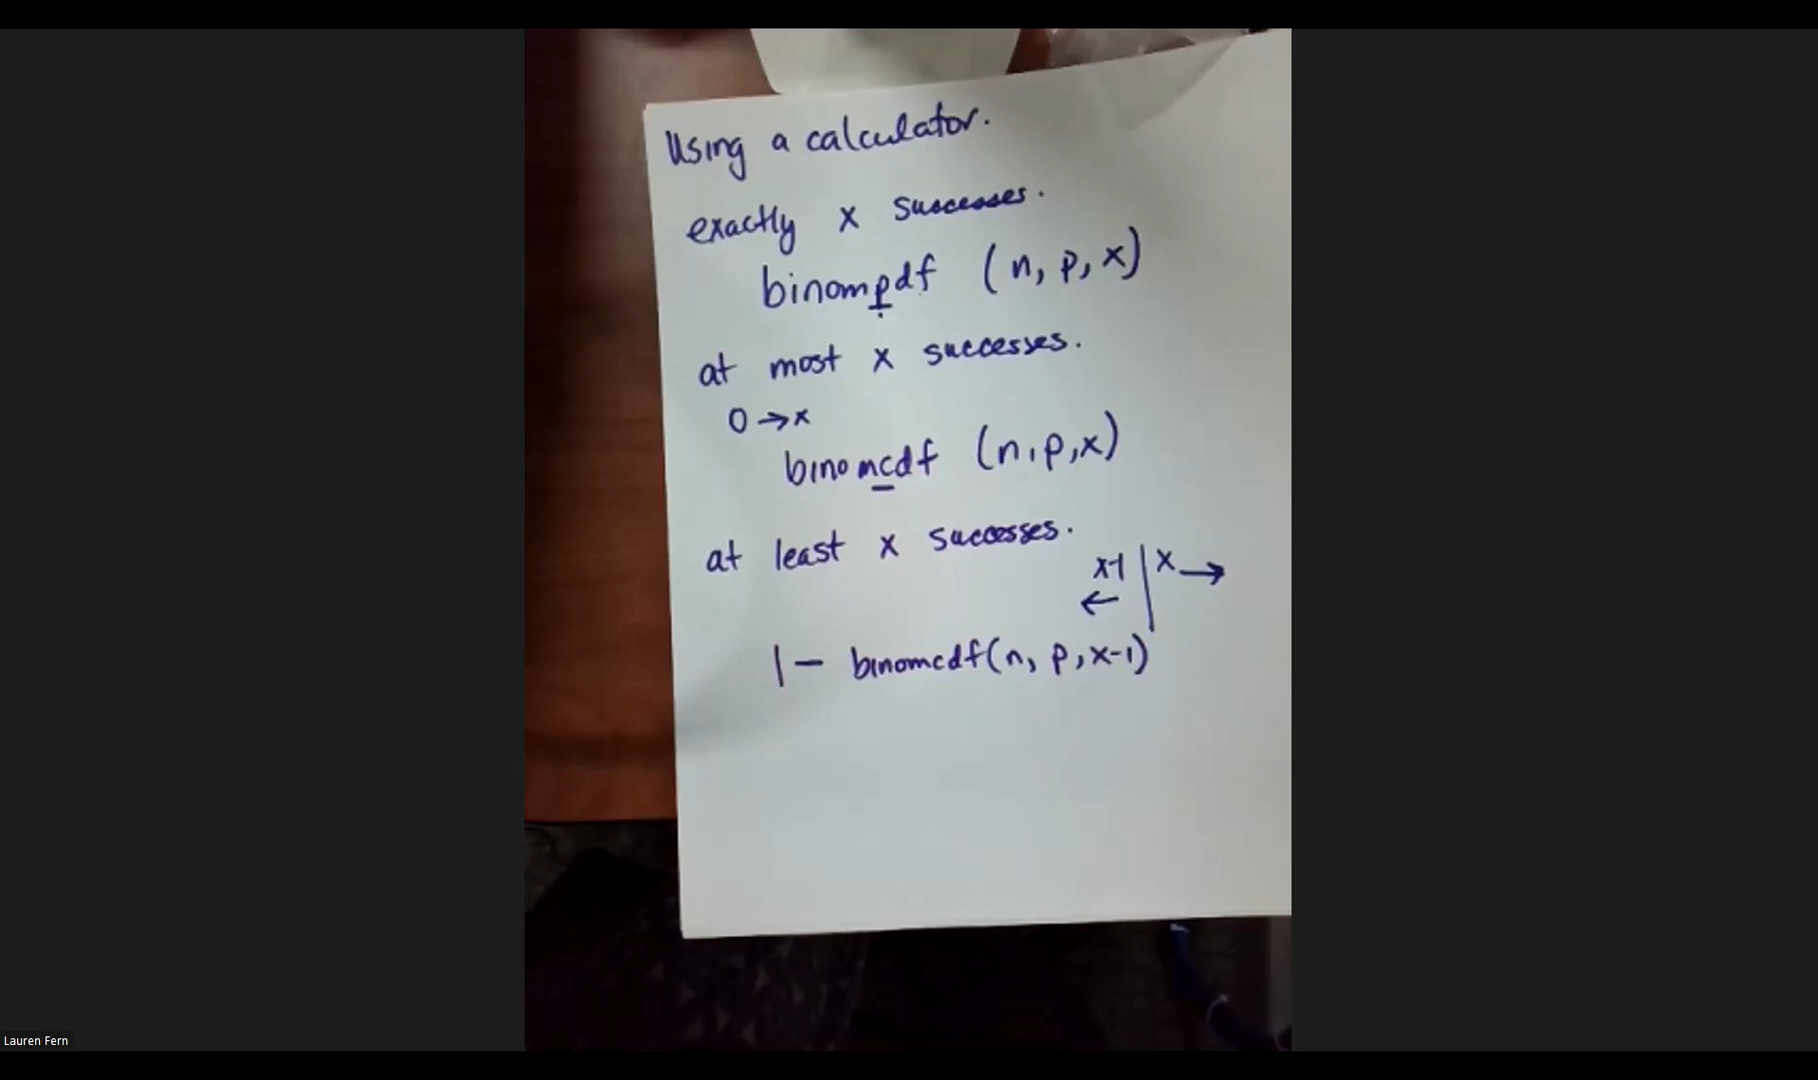 Using a calculator.
exactly x successes.
binompdf (n, p, x)
at most x successes.
0 → x
binomcdf (n, p, x)
at least x successes.
x-1 | x →
←
1 - binomcdf(n, p, x-1)
Lauren Fern